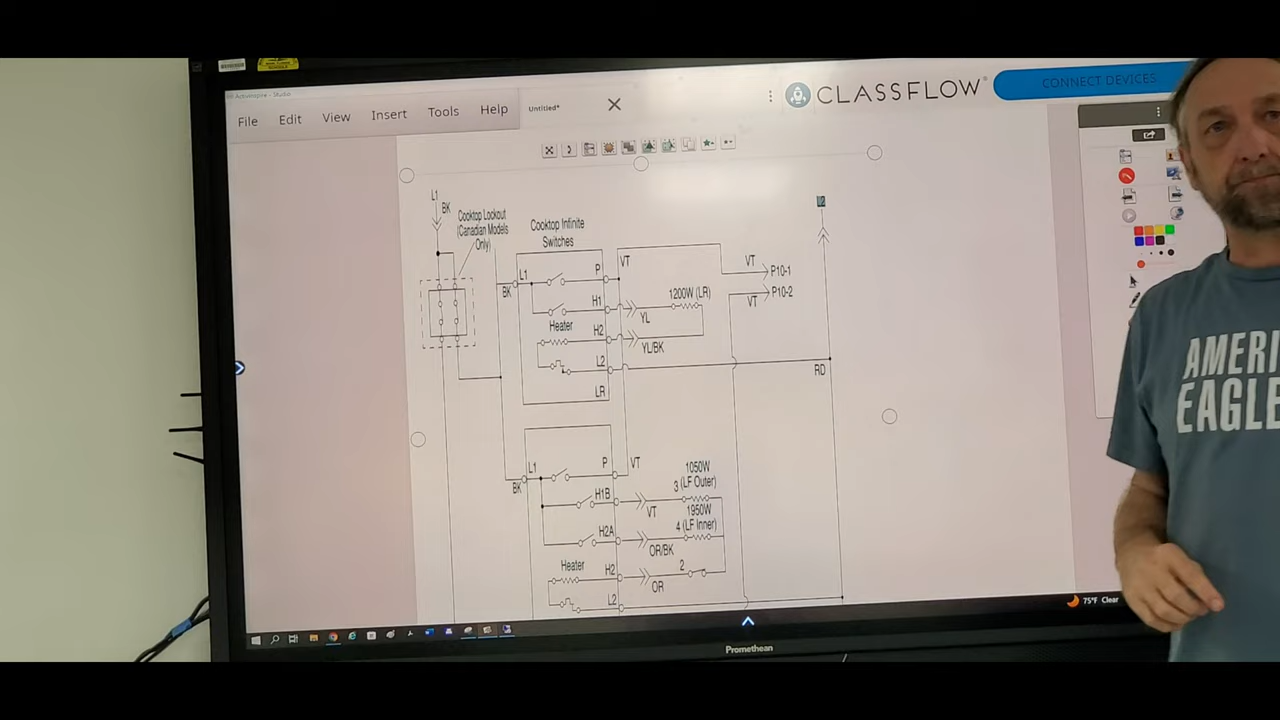 ActivInspire - Studio
File Edit View Insert Tools Help
Untitled*
CLASSFLOW
CONNECT DEVICES
L1
BK
Cooktop Lockout
(Canadian Models
Only)
Cooktop Infinite
Switches
L2
L1
P
VT
VT
P10-1
BK
H1
1200W (LR)
VT
P10-2
Heater
YL
H2
YL/BK
L2
RD
LR
L1
P
VT
BK
1050W
3 (LF Outer)
H1B
VT
1950W
4 (LF Inner)
H2A
OR/BK
Heater
H2
2
OR
L2
75°F Clear
Promethean
AMERI
EAGLE